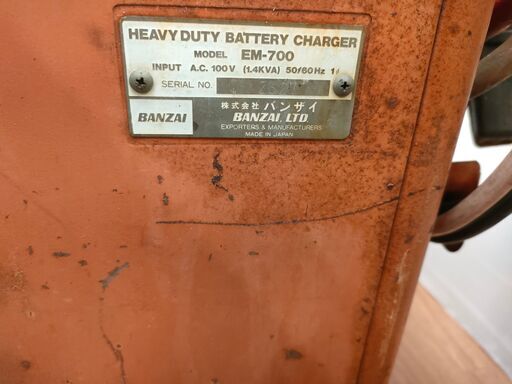 HEAVY DUTY BATTERY CHARGER
MODEL EM-700
INPUT A.C. 100V (1.4KVA) 50/60Hz 1
SERIAL NO.
BANZAI
株式会社 バンザイ
BANZAI, LTD
EXPORTERS & MANUFACTURERS
MADE IN JAPAN